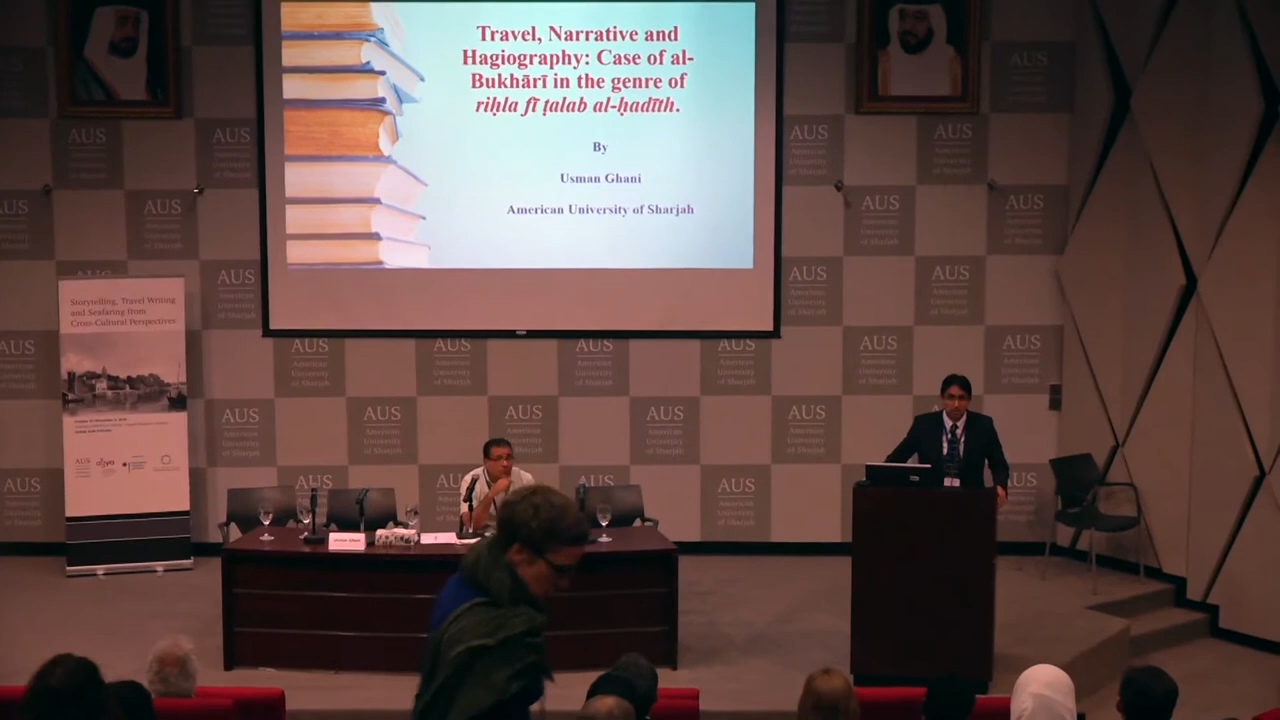 Travel, Narrative and
Hagiography: Case of al-
Bukhārī in the genre of
riḥla fī ṭalab al-ḥadīth.
By
Usman Ghani
American University of Sharjah
Storytelling, Travel Writing
and Seafaring from
Cross-Cultural Perspectives
AUS
American
University
of Sharjah
Usman Ghani